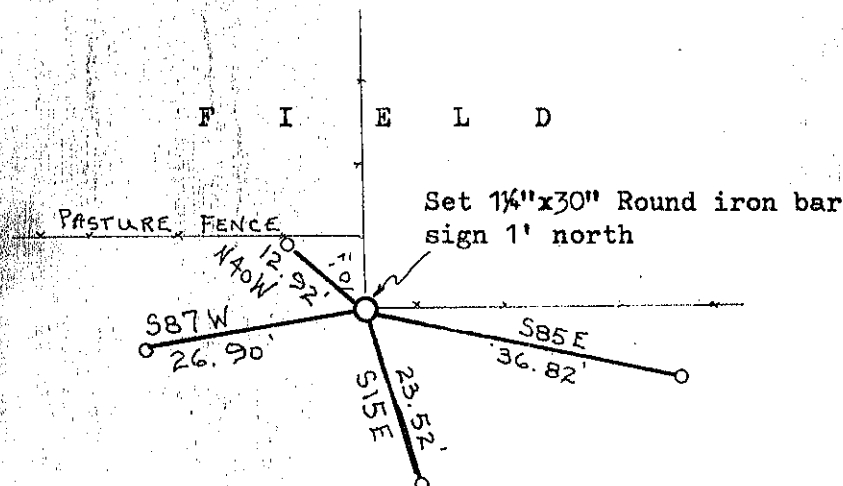 F I E L D
Set 1¼"x30" Round iron bar
sign 1' north
PASTURE FENCE
N40W
12.92'
10'
S87W
26.90'
S85E
36.82'
S15E
23.52'